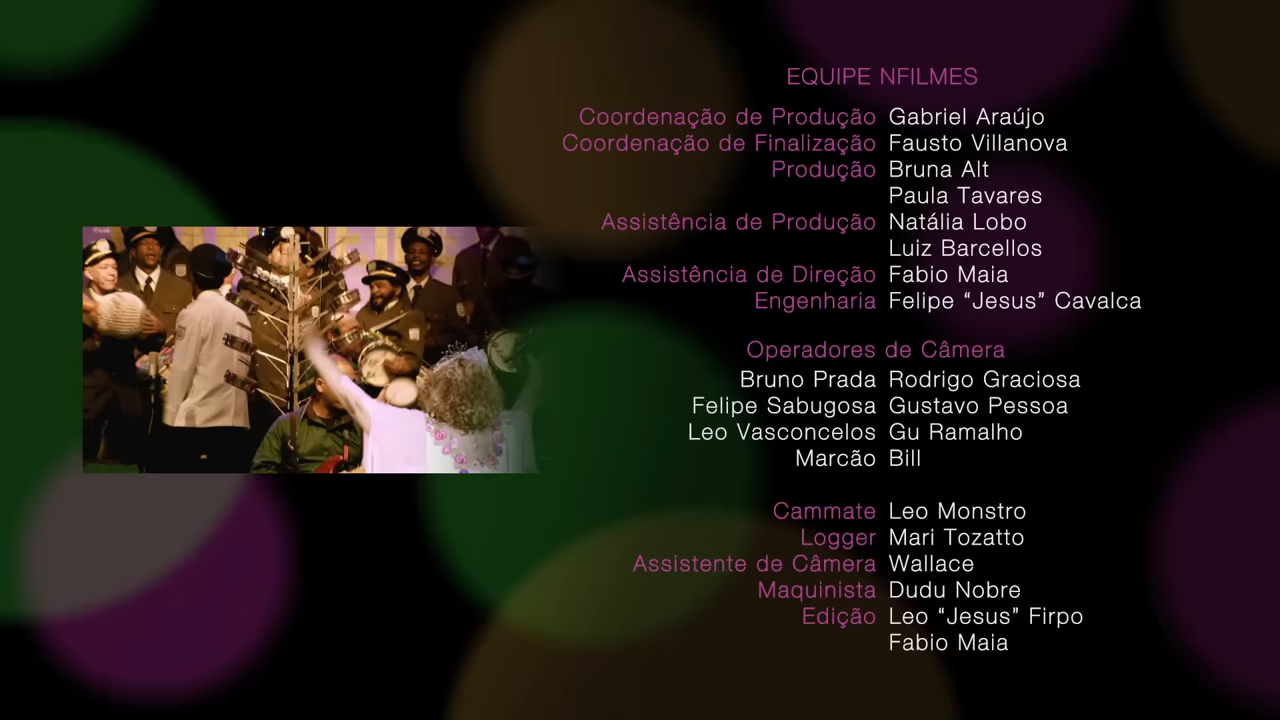 EQUIPE NFILMES
Coordenação de Produção Gabriel Araújo
Coordenação de Finalização Fausto Villanova
Produção Bruna Alt
Paula Tavares
Assistência de Produção Natália Lobo
Luiz Barcellos
Assistência de Direção Fabio Maia
Engenharia Felipe “Jesus” Cavalca
Operadores de Câmera
Bruno Prada Rodrigo Graciosa
Felipe Sabugosa Gustavo Pessoa
Leo Vasconcelos Gu Ramalho
Marcão Bill
Cammate Leo Monstro
Logger Mari Tozatto
Assistente de Câmera Wallace
Maquinista Dudu Nobre
Edição Leo “Jesus” Firpo
Fabio Maia